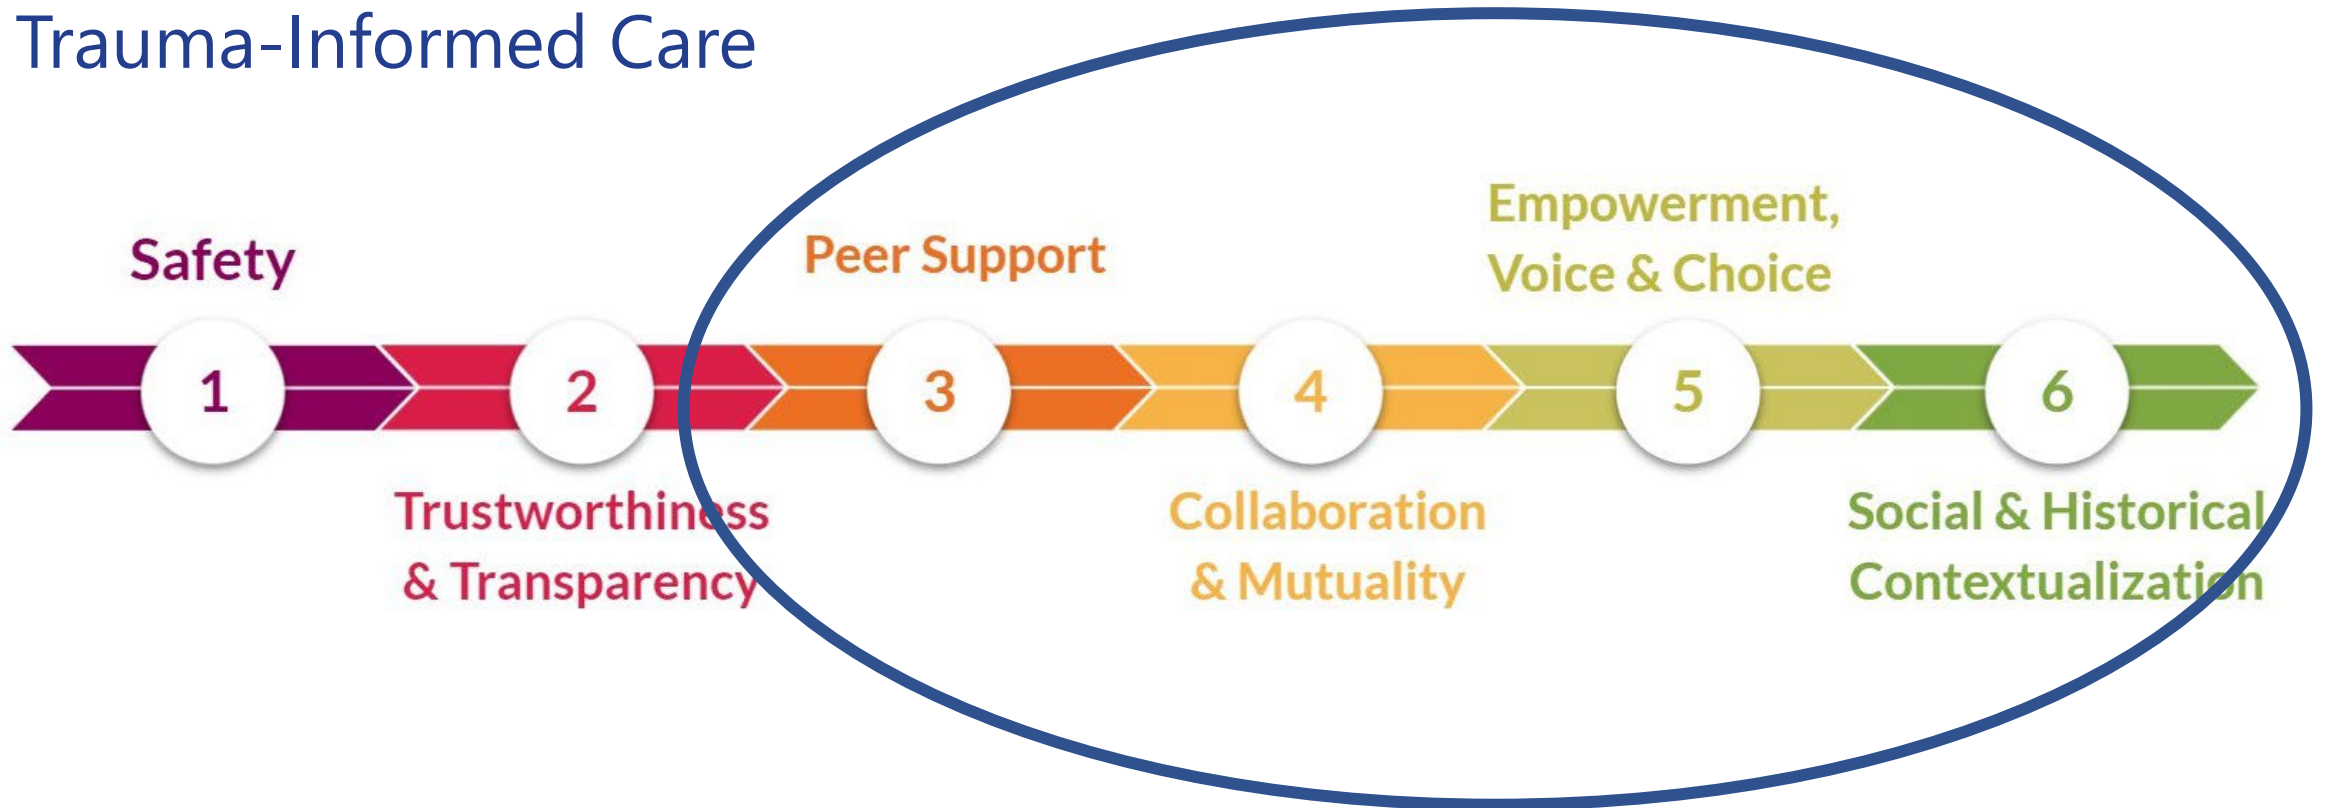 Trauma-Informed Care
Safety
Peer Support
Empowerment,
Voice & Choice
1
2
3
4
5
6
Trustworthiness
& Transparency
Collaboration
& Mutuality
Social & Historical
Contextualization